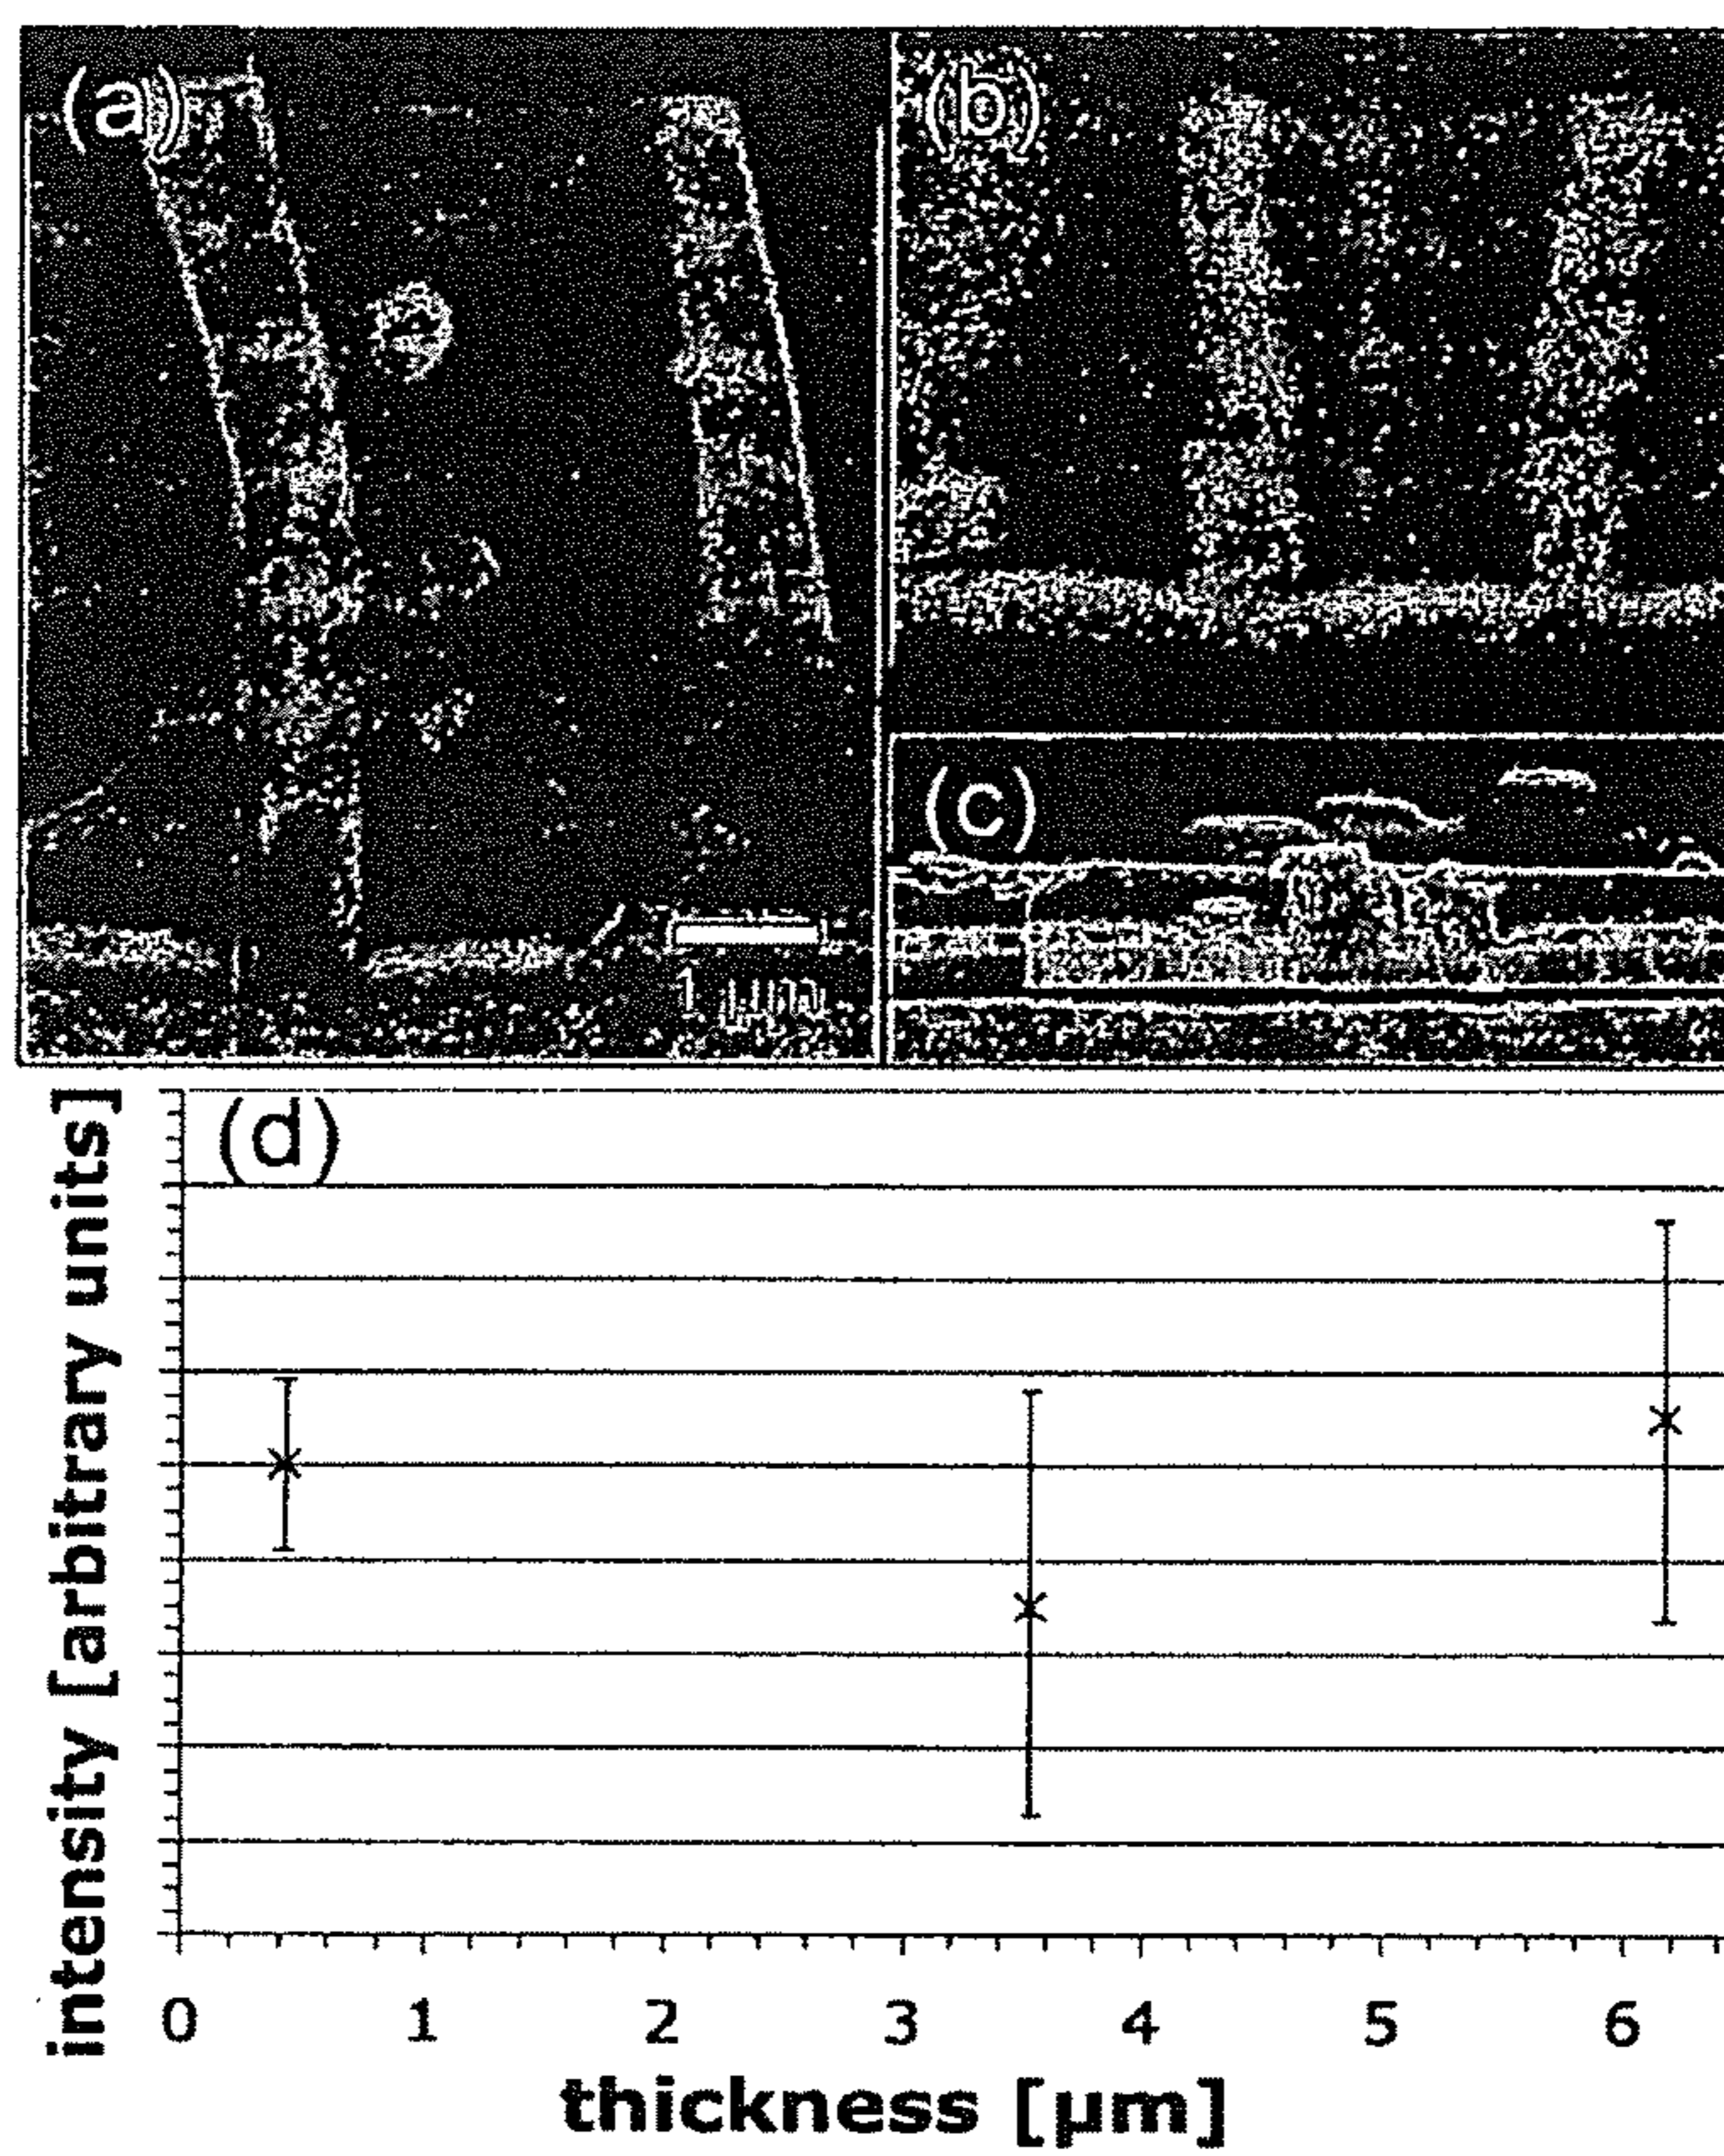 (a)
(b)
(c)
1 µm
(d)
intensity [arbitrary units]
0 1 2 3 4 5 6
thickness [µm]